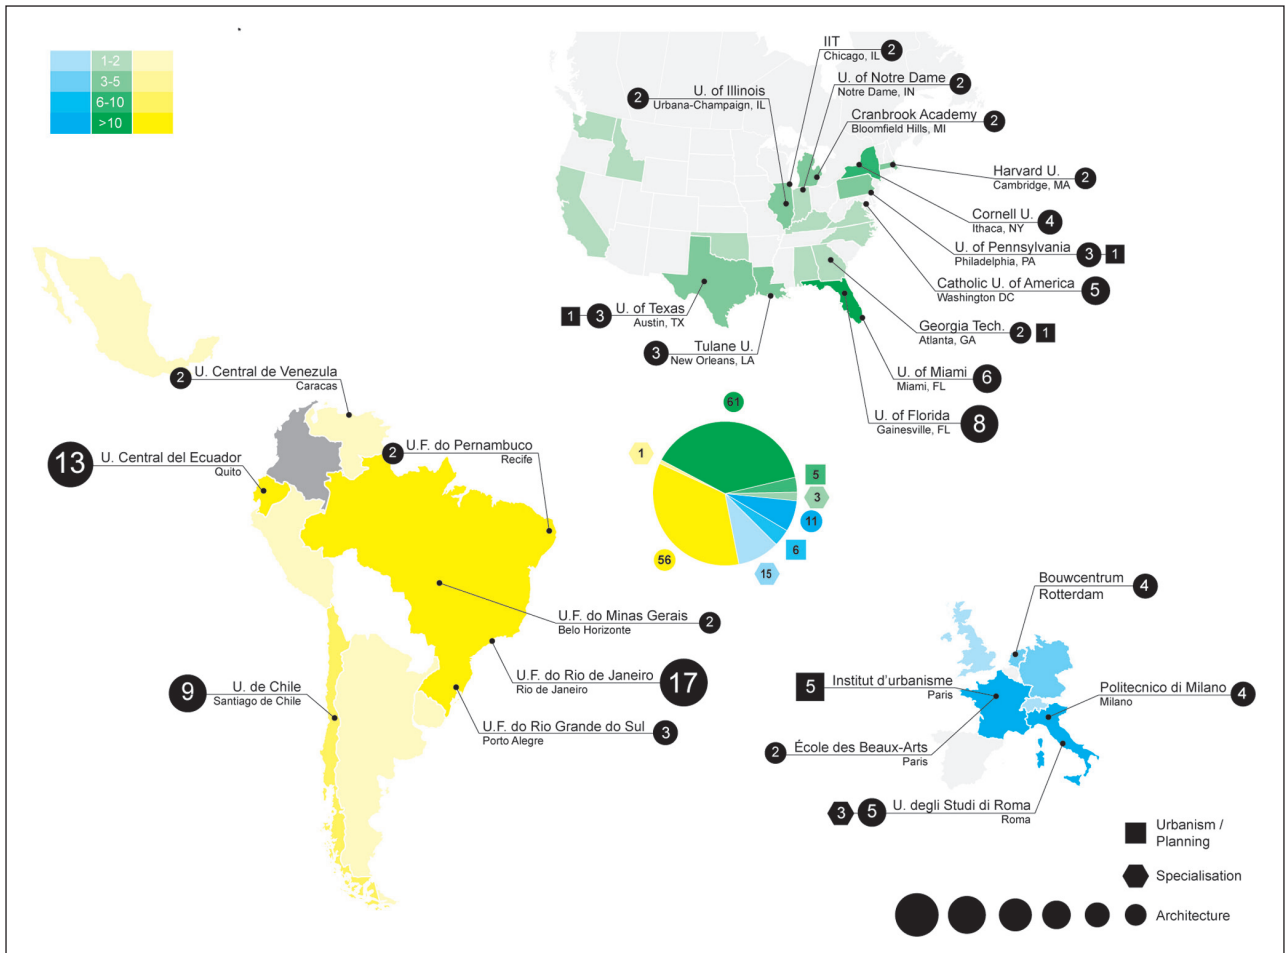 1-2
3-5
6-10
>10
IIT
Chicago, IL
2
U. of Notre Dame
Notre Dame, IN
2
2
U. of Illinois
Urbana-Champaign, IL
Cranbrook Academy
Bloomfield Hills, MI
2
Harvard U.
Cambridge, MA
2
Cornell U.
Ithaca, NY
4
U. of Pennsylvania
Philadelphia, PA
3
1
Catholic U. of America
Washington DC
5
1
3
U. of Texas
Austin, TX
Georgia Tech.
Atlanta, GA
2
1
3
Tulane U.
New Orleans, LA
U. of Miami
Miami, FL
6
U. of Florida
Gainesville, FL
8
2
U. Central de Venezula
Caracas
13
U. Central del Ecuador
Quito
2
U.F. do Pernambuco
Recife
61
1
5
3
11
6
15
56
U.F. do Minas Gerais
Belo Horizonte
2
U.F. do Rio de Janeiro
Rio de Janeiro
17
9
U. de Chile
Santiago de Chile
U.F. do Rio Grande do Sul
Porto Alegre
3
Bouwcentrum
Rotterdam
4
5
Institut d'urbanisme
Paris
Politecnico di Milano
Milano
4
2
École des Beaux-Arts
Paris
3
5
U. degli Studi di Roma
Roma
Urbanism /
Planning
Specialisation
Architecture